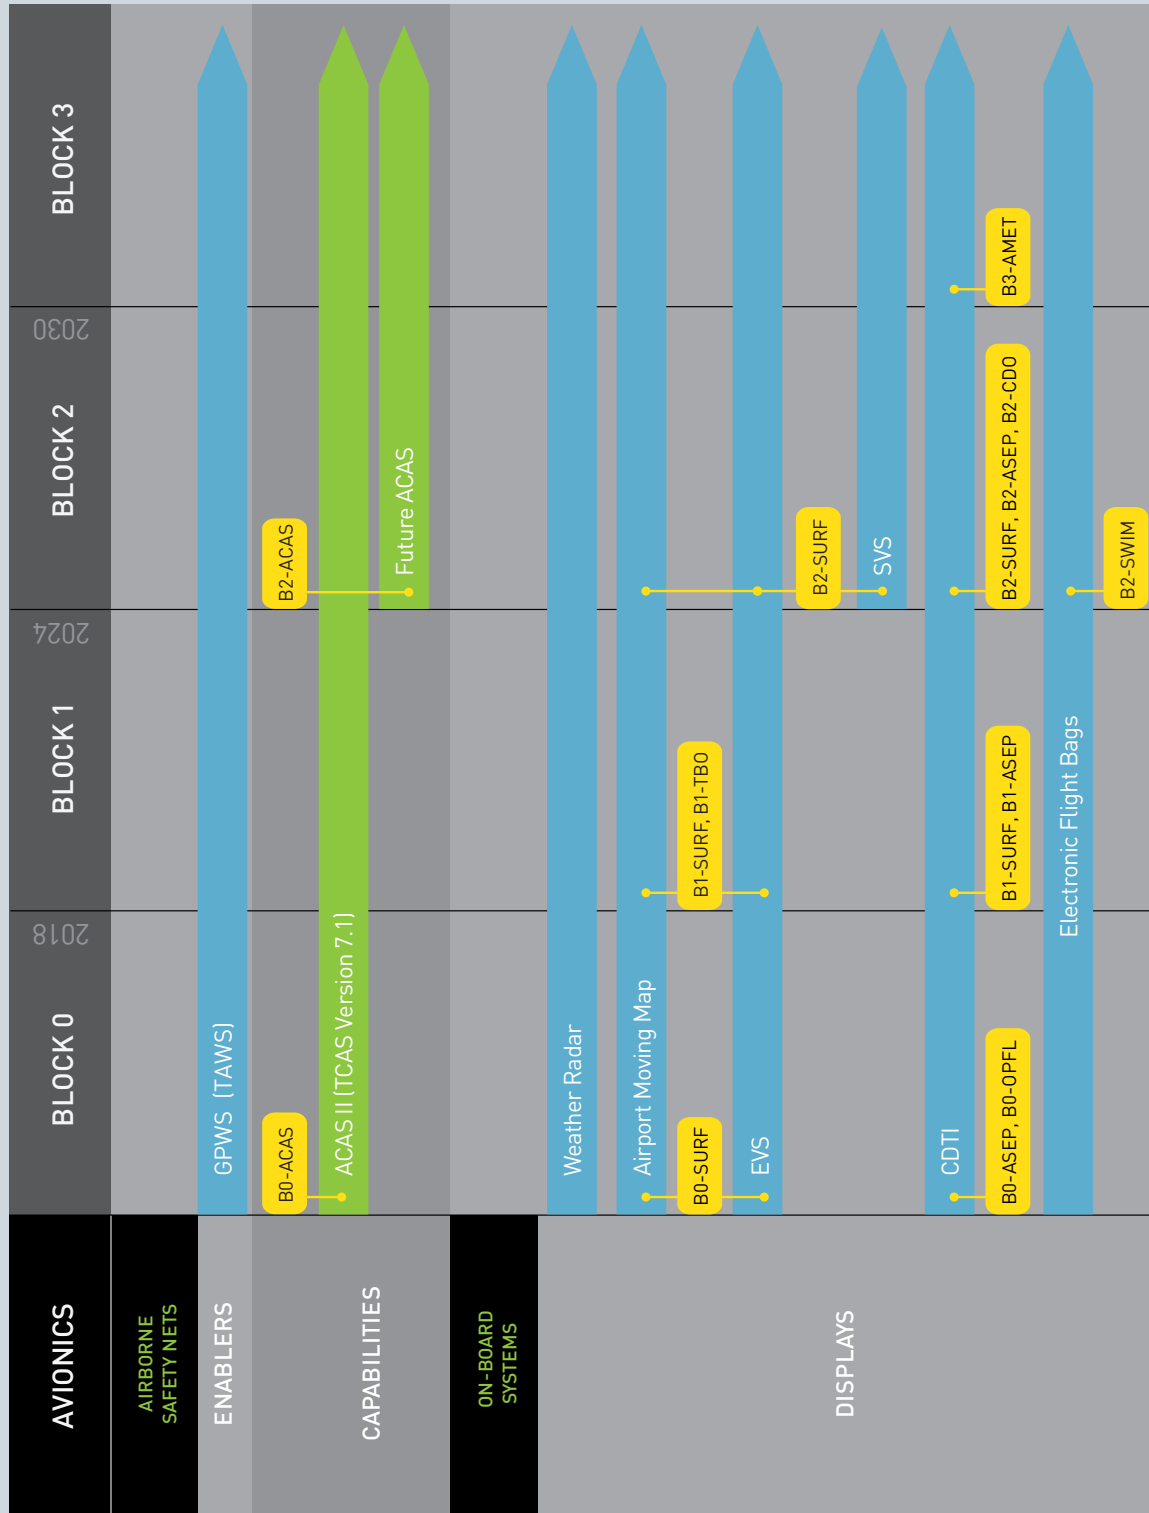 AVIONICS
BLOCK 0
2018
BLOCK 1
2024
BLOCK 2
2030
BLOCK 3
AIRBORNE
SAFETY NETS
ENABLERS
GPWS (TAWS)
CAPABILITIES
B0-ACAS
B2-ACAS
ACAS II (TCAS Version 7.1)
Future ACAS
ON-BOARD
SYSTEMS
DISPLAYS
Weather Radar
Airport Moving Map
B0-SURF
B1-SURF, B1-TBO
EVS
B2-SURF
SVS
CDTI
B0-ASEP, B0-OPFL
B1-SURF, B1-ASEP
B2-SURF, B2-ASEP, B2-CDO
B3-AMET
Electronic Flight Bags
B2-SWIM